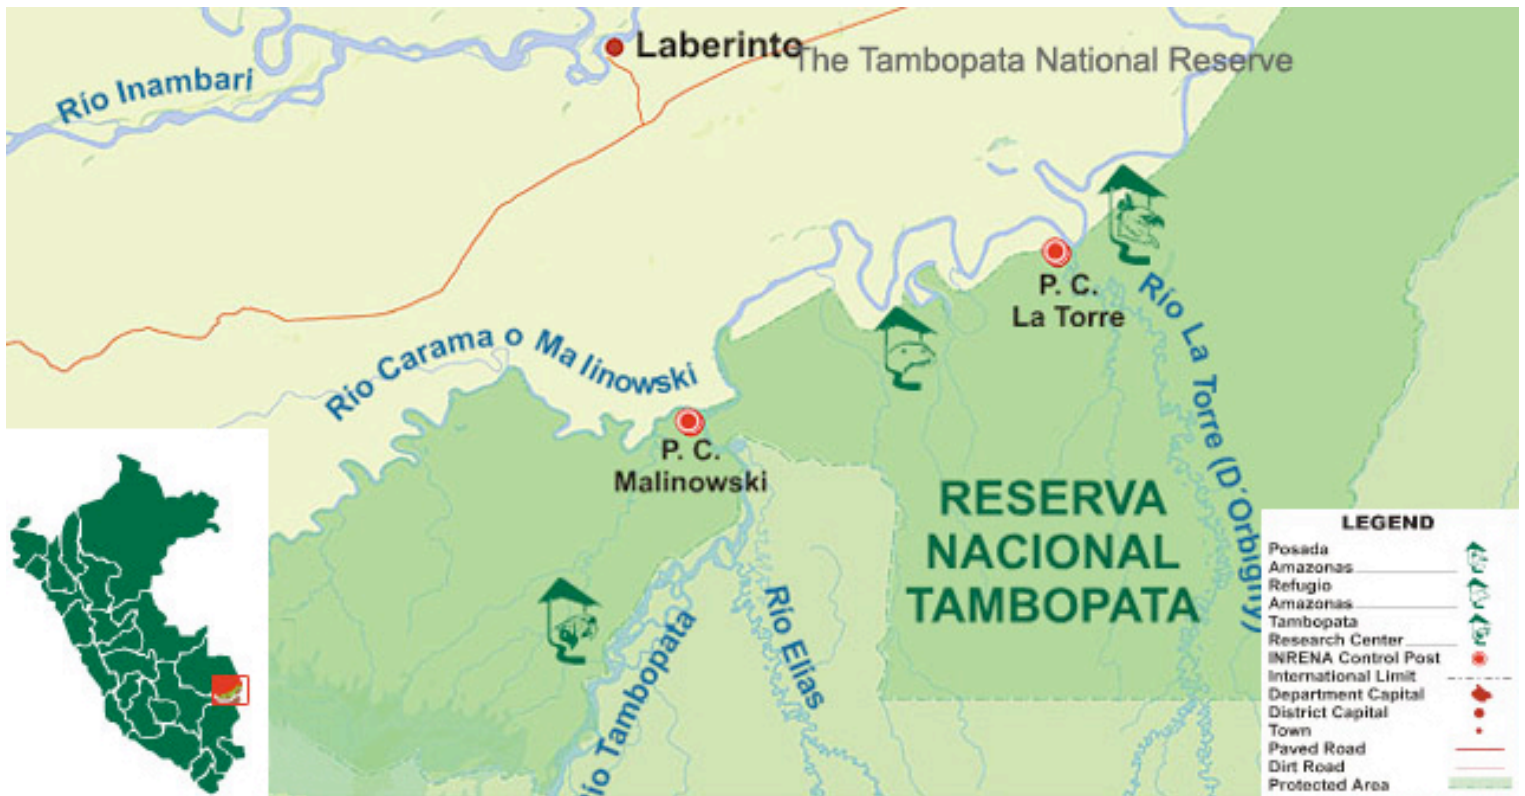 Laberinto
The Tambopata National Reserve
Río Inambari
P. C.
La Torre
Río La Torre (D´Orbigny)
Río Carama o Malinowski
P. C.
Malinowski
RESERVA
NACIONAL
TAMBOPATA
Río Elías
Tambopata
LEGEND
Posada
Amazonas
Refugio
Amazonas
Tambopata
Research Center
INRENA Control Post
International Limit
Department Capital
District Capital
Town
Paved Road
Dirt Road
Protected Area